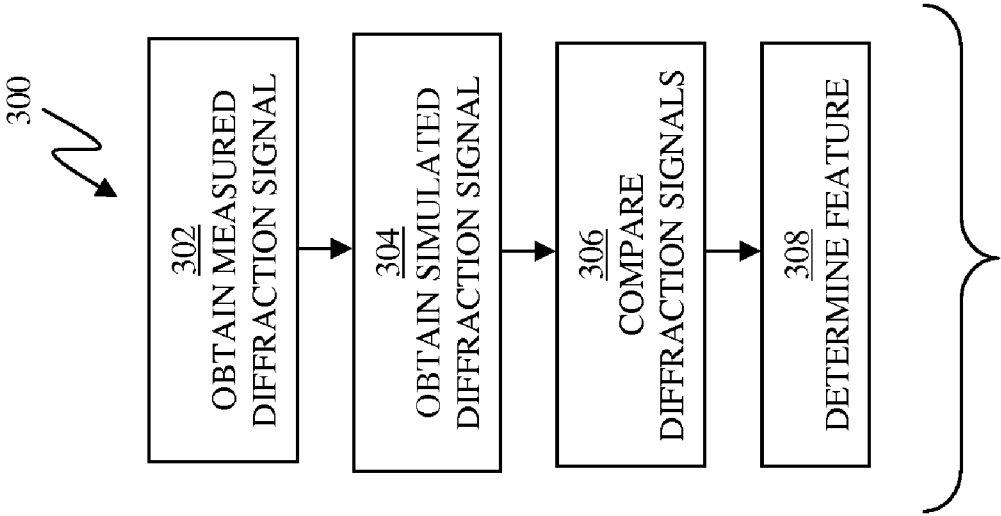 300
302
OBTAIN MEASURED
DIFFRACTION SIGNAL
304
OBTAIN SIMULATED
DIFFRACTION SIGNAL
306
COMPARE
DIFFRACTION SIGNALS
308
DETERMINE FEATURE